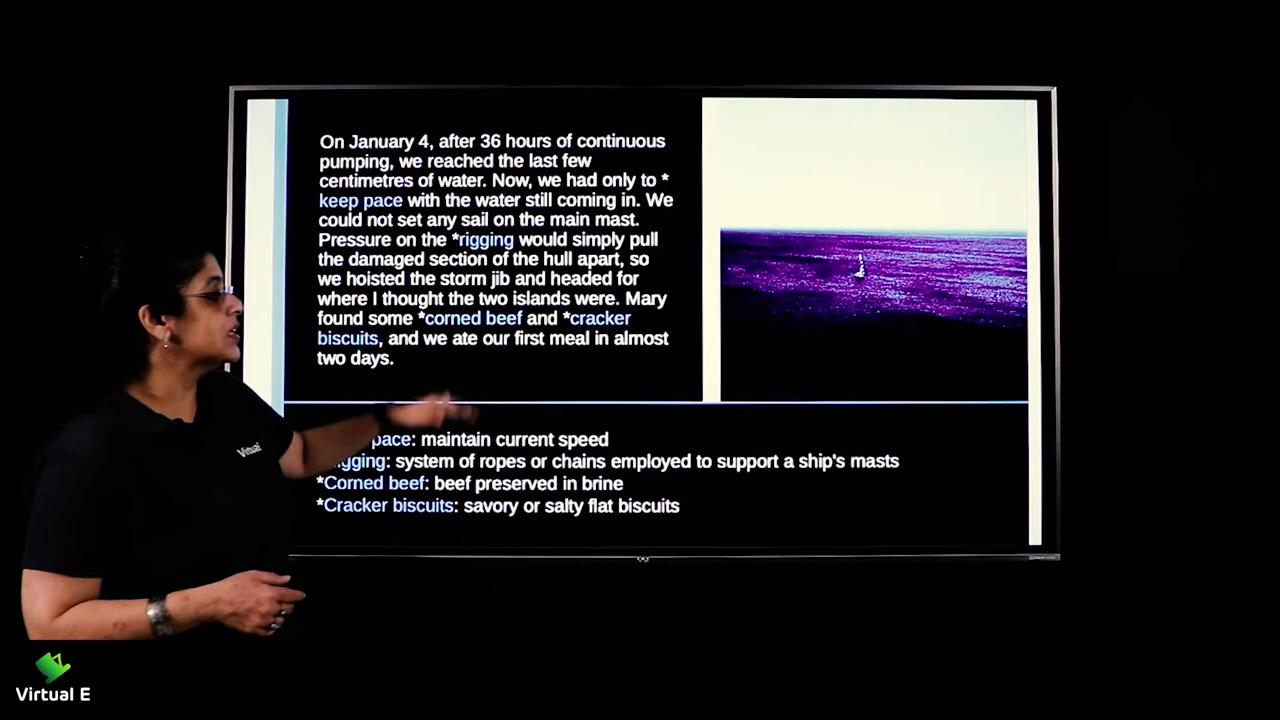 On January 4, after 36 hours of continuous
pumping, we reached the last few
centimetres of water. Now, we had only to *
keep pace with the water still coming in. We
could not set any sail on the main mast.
Pressure on the *rigging would simply pull
the damaged section of the hull apart, so
we hoisted the storm jib and headed for
where I thought the two islands were. Mary
found some *corned beef and *cracker
biscuits, and we ate our first meal in almost
two days.
pace: maintain current speed
igging: system of ropes or chains employed to support a ship's masts
*Corned beef: beef preserved in brine
*Cracker biscuits: savory or salty flat biscuits
Virtual
Virtual E